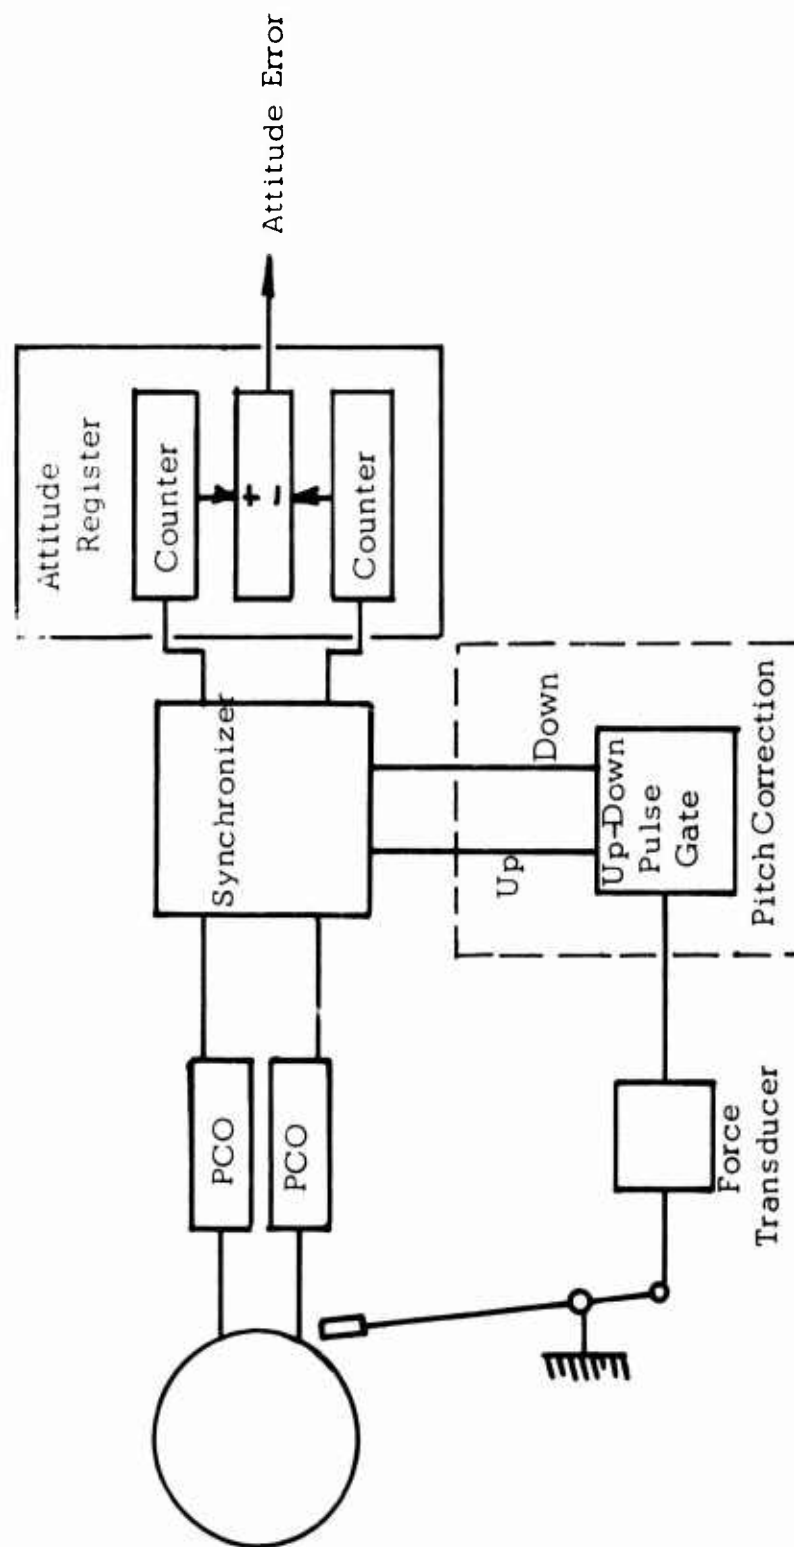 PCO
PCO
Synchronizer
Attitude
Register
Counter
+
-
Counter
Attitude Error
Up
Down
Up-Down
Pulse
Gate
Pitch Correction
Force
Transducer